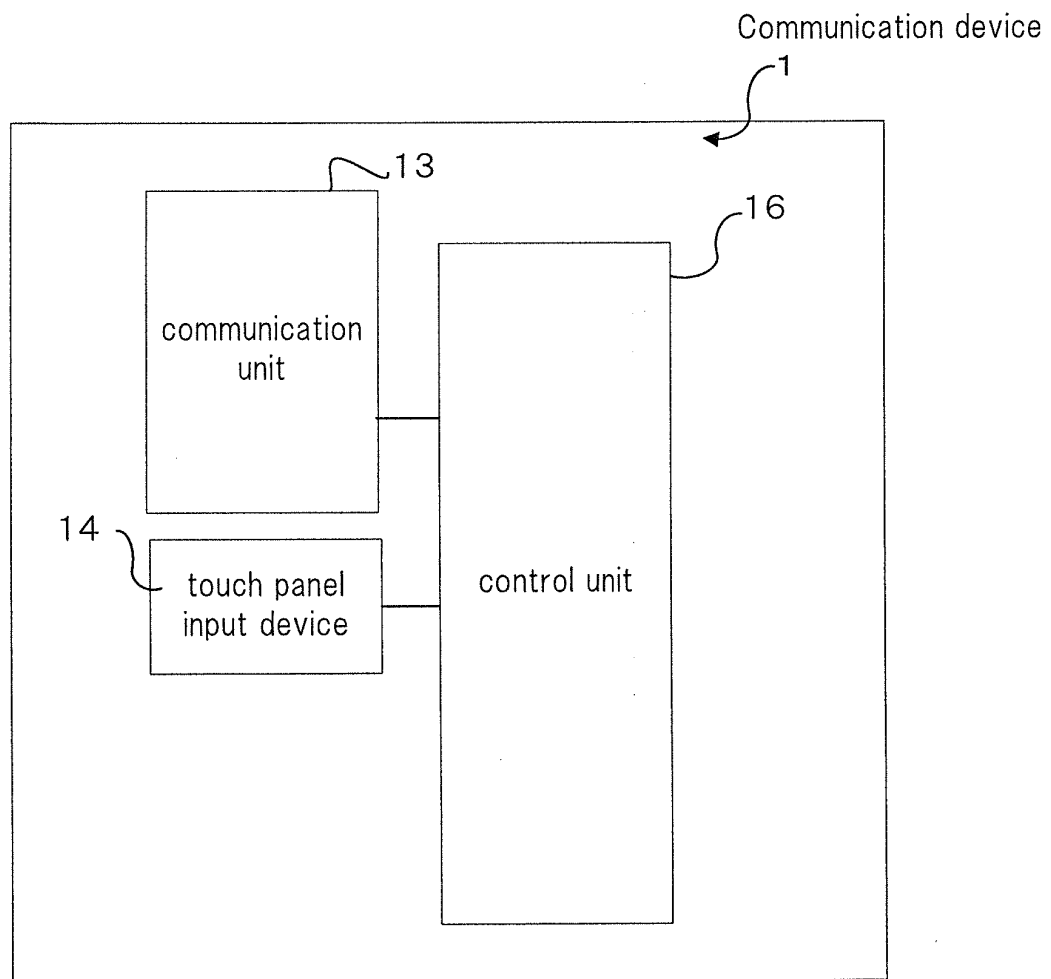 Communication device
1
13
16
communication
unit
14
touch panel
input device
control unit